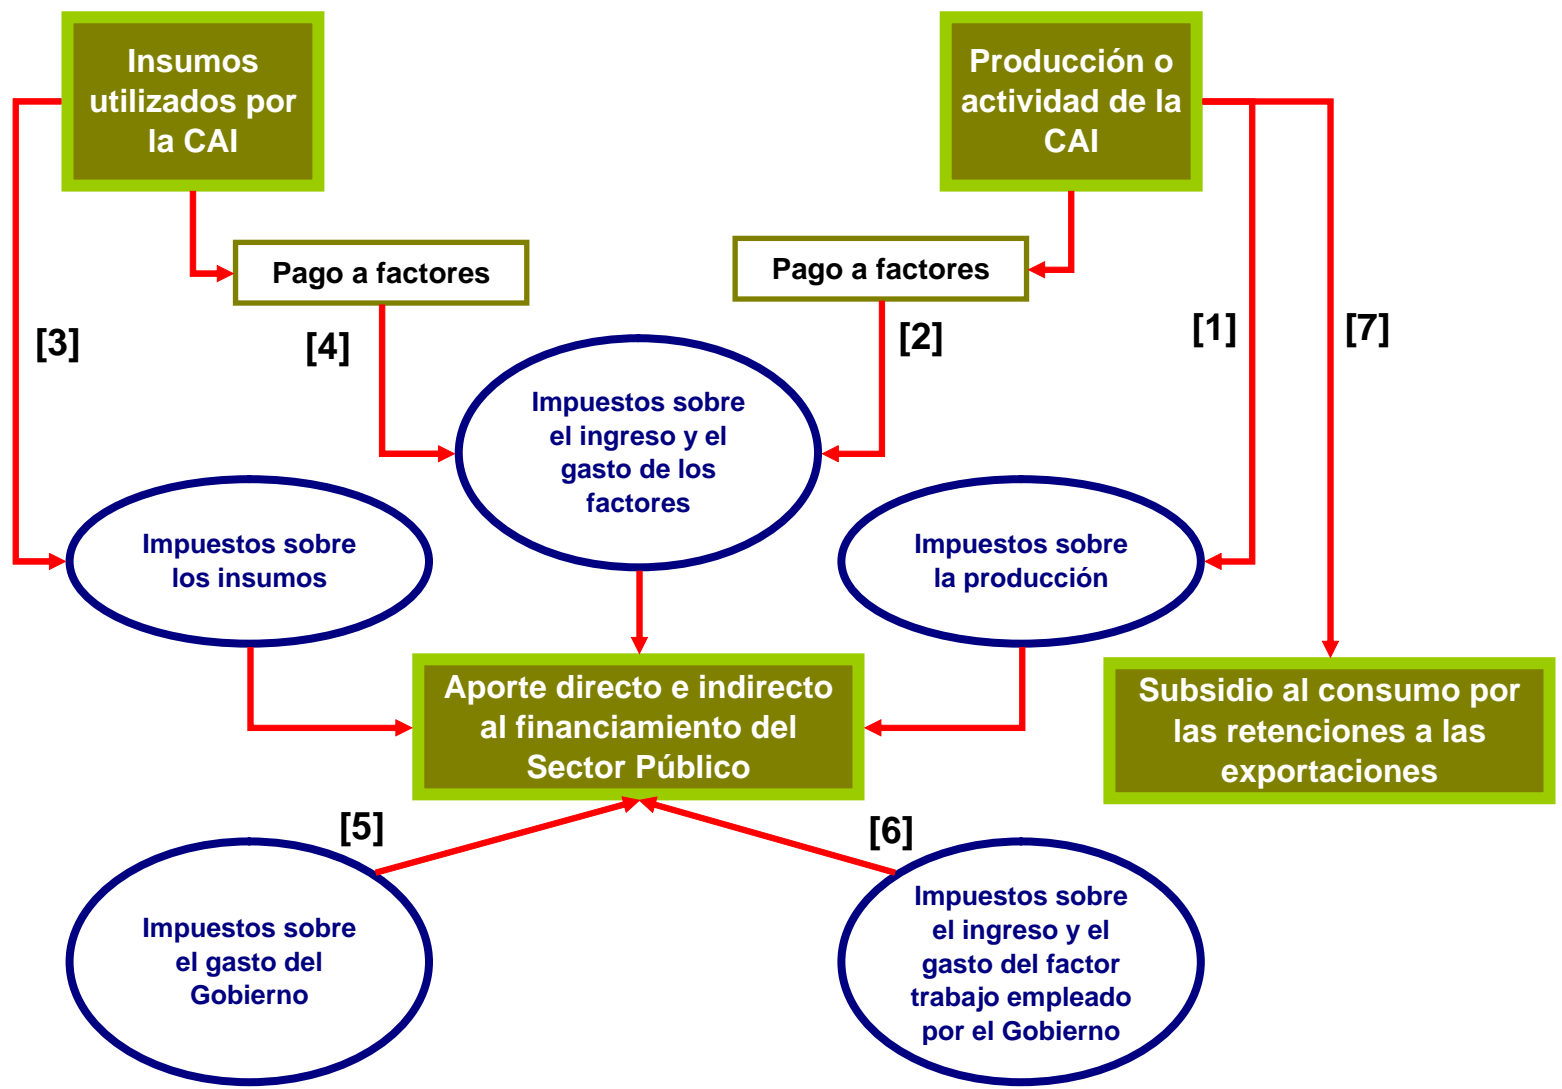 Insumos
utilizados por
la CAI
Producción o
actividad de la
CAI
Pago a factores
Pago a factores
[3]
[4]
[2]
[1]
[7]
Impuestos sobre
el ingreso y el
gasto de los
factores
Impuestos sobre
los insumos
Impuestos sobre
la producción
Aporte directo e indirecto
al financiamiento del
Sector Público
Subsidio al consumo por
las retenciones a las
exportaciones
[5]
[6]
Impuestos sobre
el gasto del
Gobierno
Impuestos sobre
el ingreso y el
gasto del factor
trabajo empleado
por el Gobierno